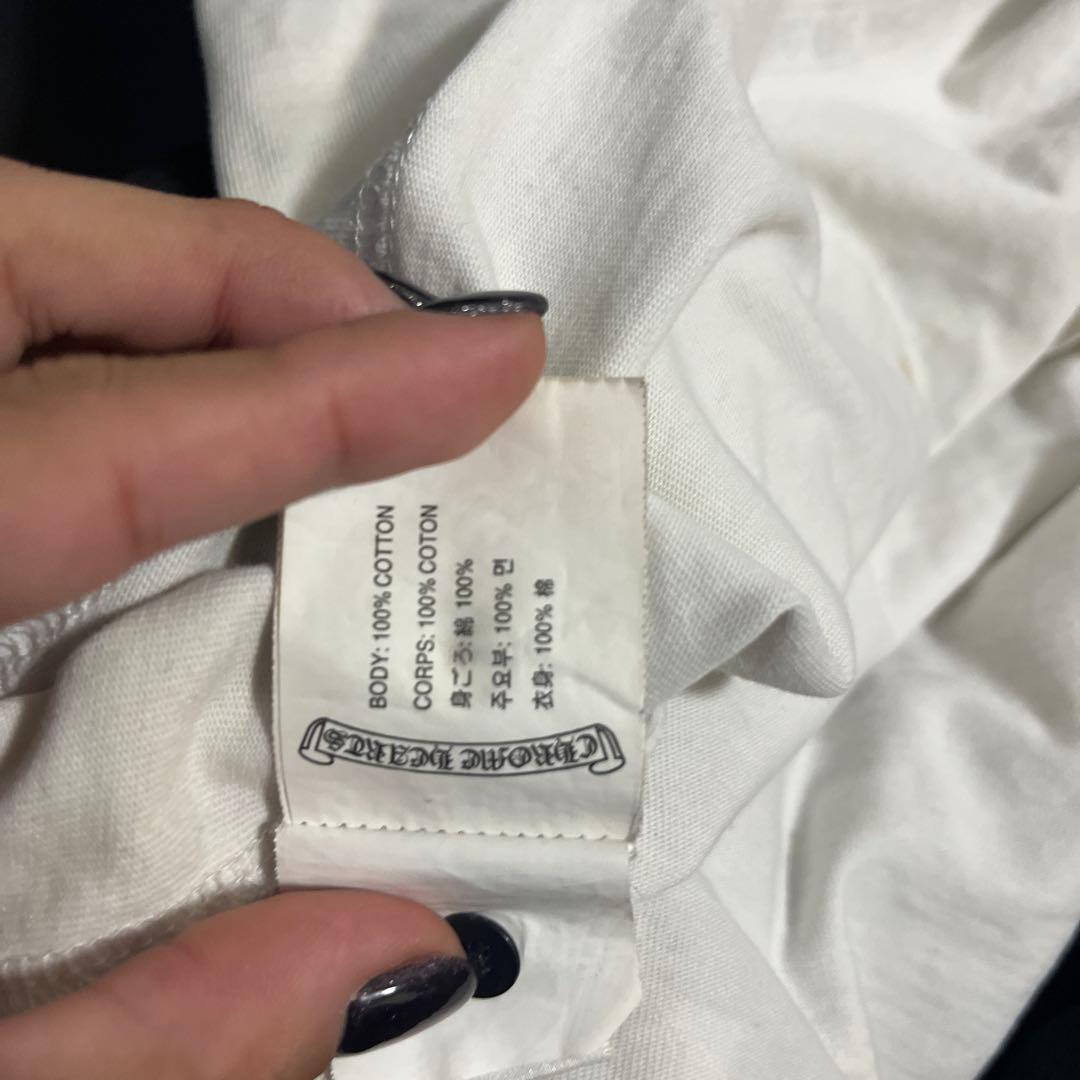 BODY: 100% COTTON
CORPS: 100% COTON
身ごろ: 綿 100%
주요부: 100% 면
衣身: 100% 棉
CHROME HEARTS